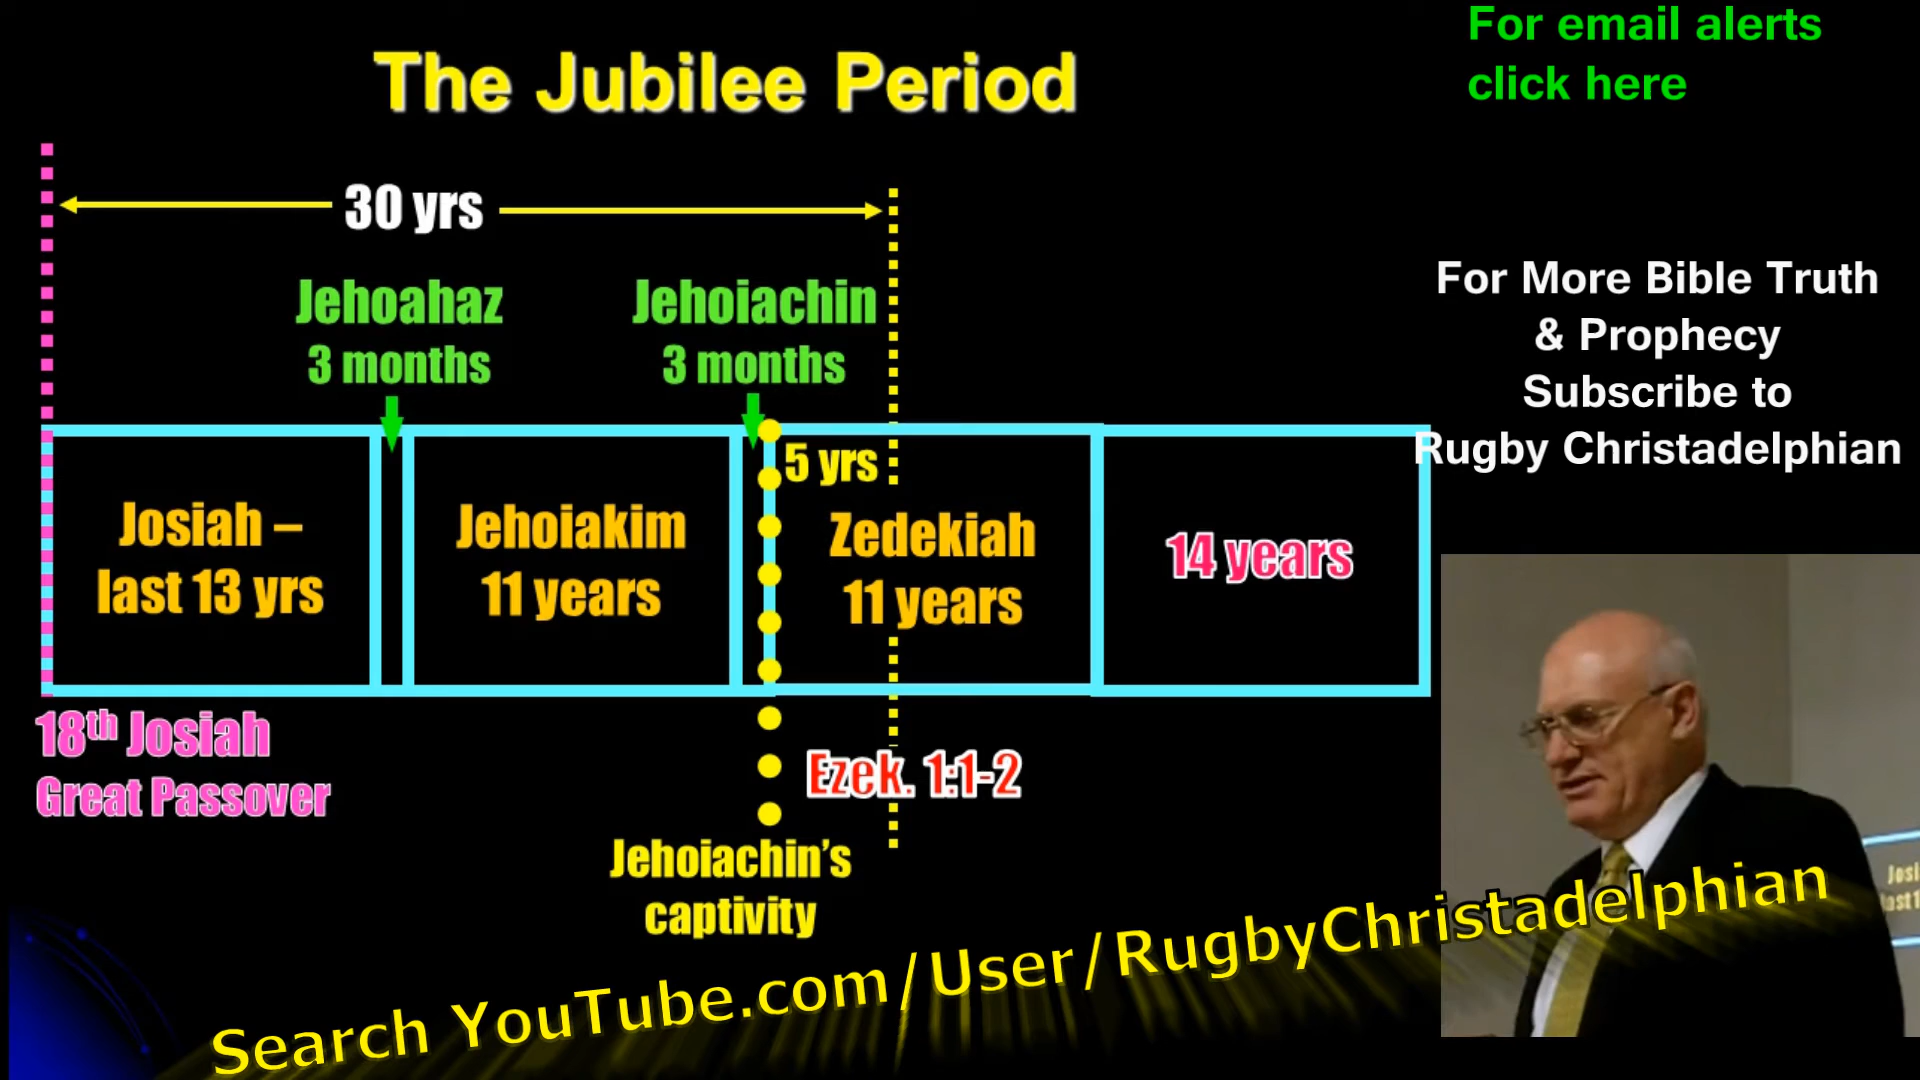 The Jubilee Period
For email alerts
click here
30 yrs
Jehoahaz
3 months
Jehoiachin
3 months
For More Bible Truth
& Prophecy
Subscribe to
Rugby Christadelphian
5 yrs
Josiah –
last 13 yrs
Jehoiakim
11 years
Zedekiah
11 years
14 years
18th Josiah
Great Passover
Ezek. 1:1-2
Jehoiachin's
captivity
Search YouTube.com/User/RugbyChristadelphian